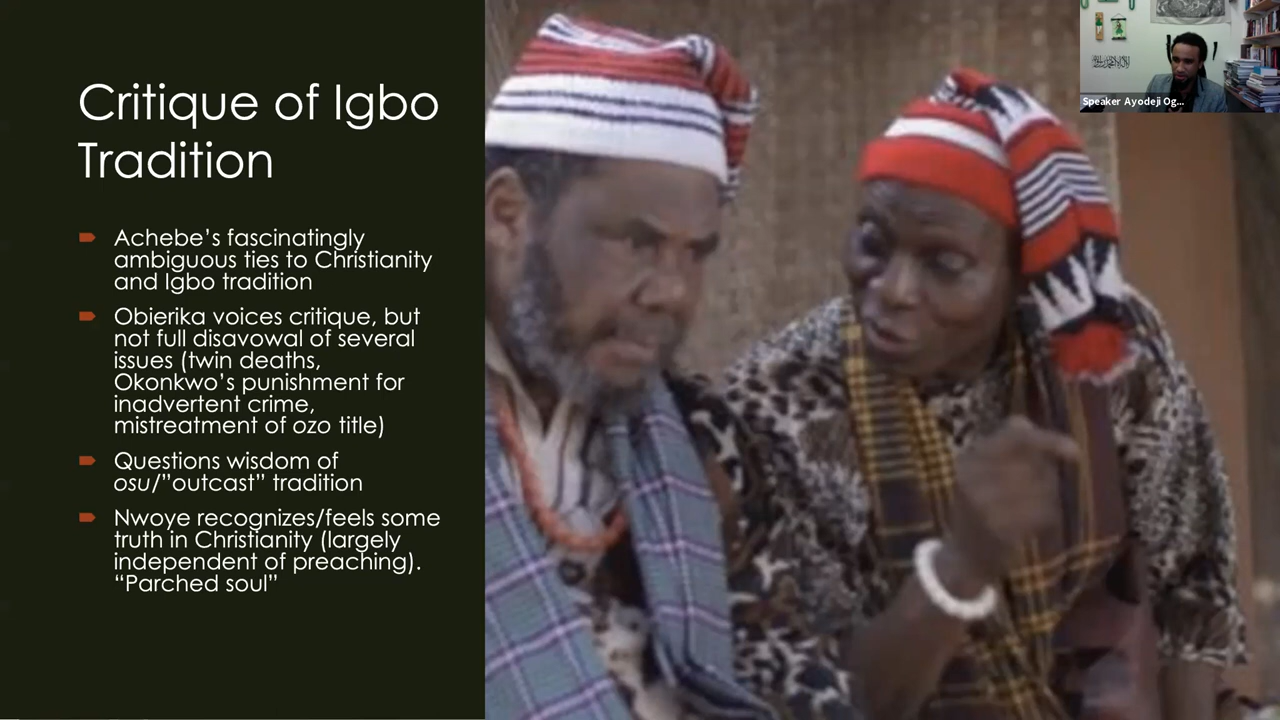 Critique of Igbo
Tradition
Achebe’s fascinatingly
ambiguous ties to Christianity
and Igbo tradition
Obierika voices critique, but
not full disavowal of several
issues (twin deaths,
Okonkwo’s punishment for
inadvertent crime,
mistreatment of ozo title)
Questions wisdom of
osu/”outcast” tradition
Nwoye recognizes/feels some
truth in Christianity (largely
independent of preaching).
“Parched soul”
Speaker Ayodeji Og...